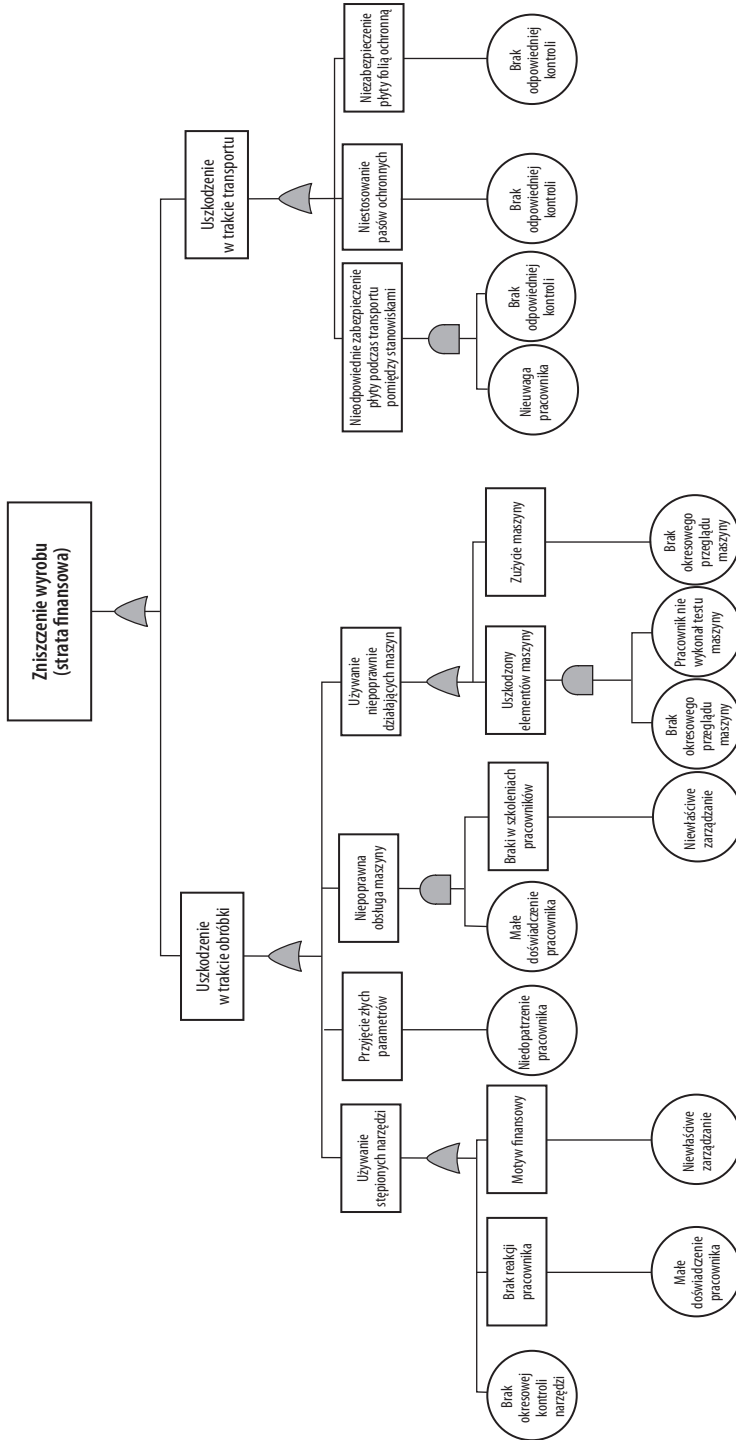 Zniszczenie wyrobu
(strata finansowa)
Uszkodzenie
w trakcie obróbki
Uszkodzenie
w trakcie transportu
Używanie
stępionych narzędzi
Przyjęcie złych
parametrów
Niepoprawna
obsługa maszyny
Używanie
niepoprawnie
działających maszyn
Nieodpowiednie zabezpieczenie
płyty podczas transportu
pomiędzy stanowiskami
Niestosowanie
pasów ochronnych
Niezabezpieczenie
płyty folią ochronną
Brak
okresowej
kontroli
narzędzi
Brak reakcji
pracownika
Motyw finansowy
Niedopatrzenie
pracownika
Małe
doświadczenie
pracownika
Braki w szkoleniach
pracowników
Uszkodzony
elementów maszyny
Zużycie maszyny
Nieuwaga
pracownika
Brak
odpowiedniej
kontroli
Brak
odpowiedniej
kontroli
Brak
odpowiedniej
kontroli
Małe
doświadczenie
pracownika
Niewłaściwe
zarządzanie
Niewłaściwe
zarządzanie
Brak
okresowego
przeglądu
maszyny
Pracownik nie
wykonał testu
maszyny
Brak
okresowego
przeglądu
maszyny